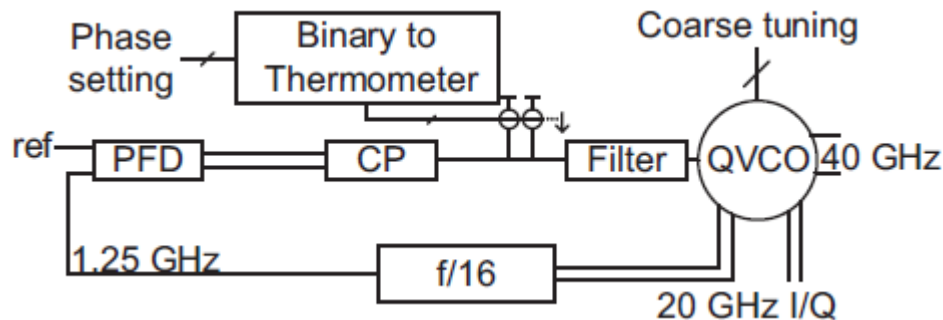 Phase
setting
Binary to
Thermometer
Coarse tuning
ref
PFD
CP
Filter
QVCO
40 GHz
1.25 GHz
f/16
20 GHz I/Q